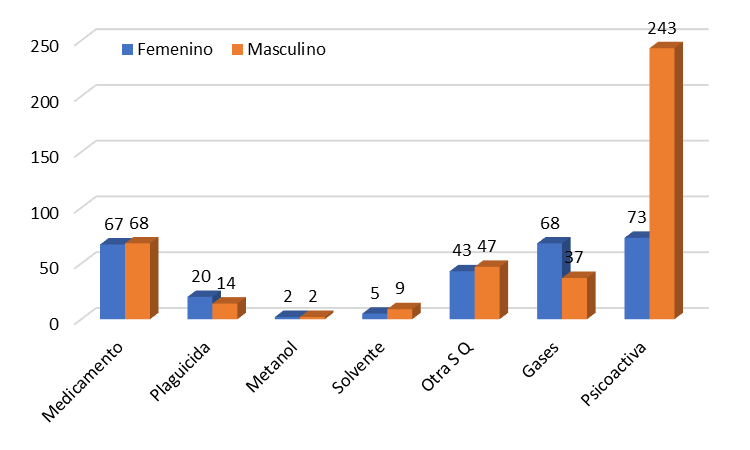 Femenino Masculino
250
200
150
100
50
0
67 68
20 14
2 2
5 9
43 47
68 37
73 243
Medicamento
Plaguicida
Metanol
Solvente
Otra S Q
Gases
Psicoactiva